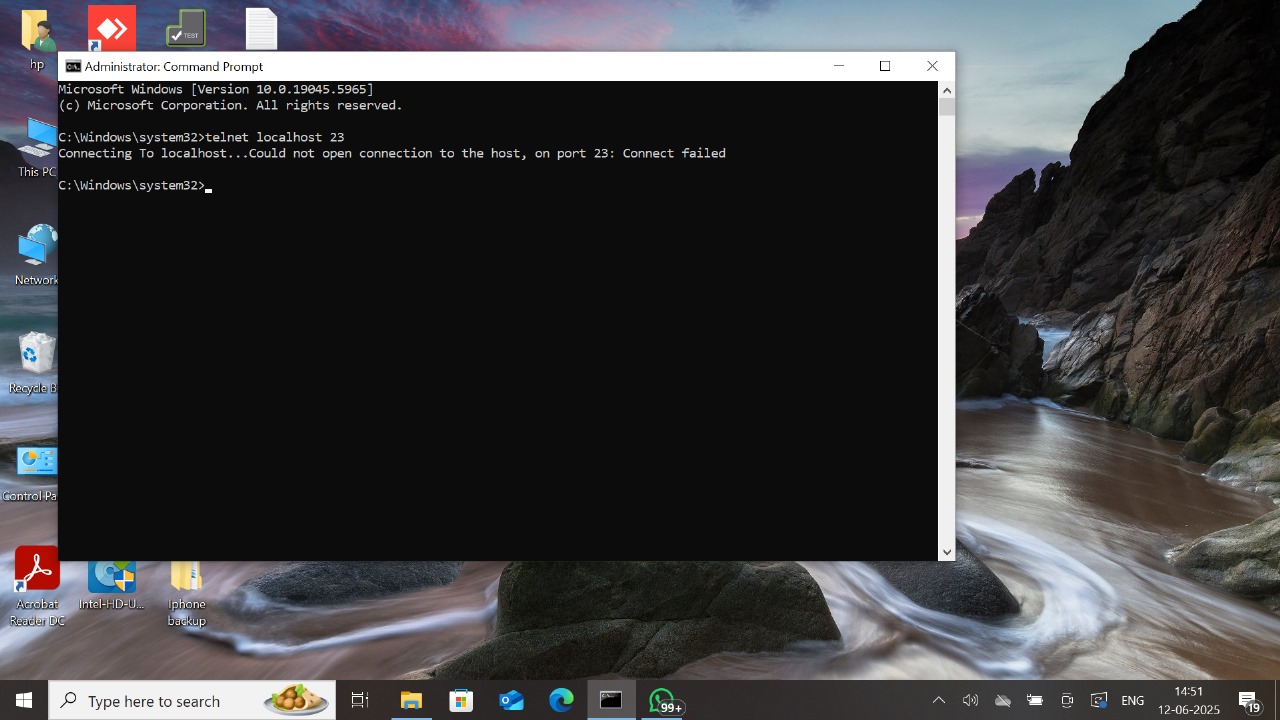 hp
TEST
Administrator: Command Prompt
Microsoft Windows [Version 10.0.19045.5965]
(c) Microsoft Corporation. All rights reserved.
C:\Windows\system32>telnet localhost 23
Connecting To localhost...Could not open connection to the host, on port 23: Connect failed
C:\Windows\system32>
This PC
Network
Recycle B
Control Pa
Acrobat
Reader DC
Intel-HD-U...
Iphone
backup
Type here to search
99+
ENG
14:51
12-06-2025
19